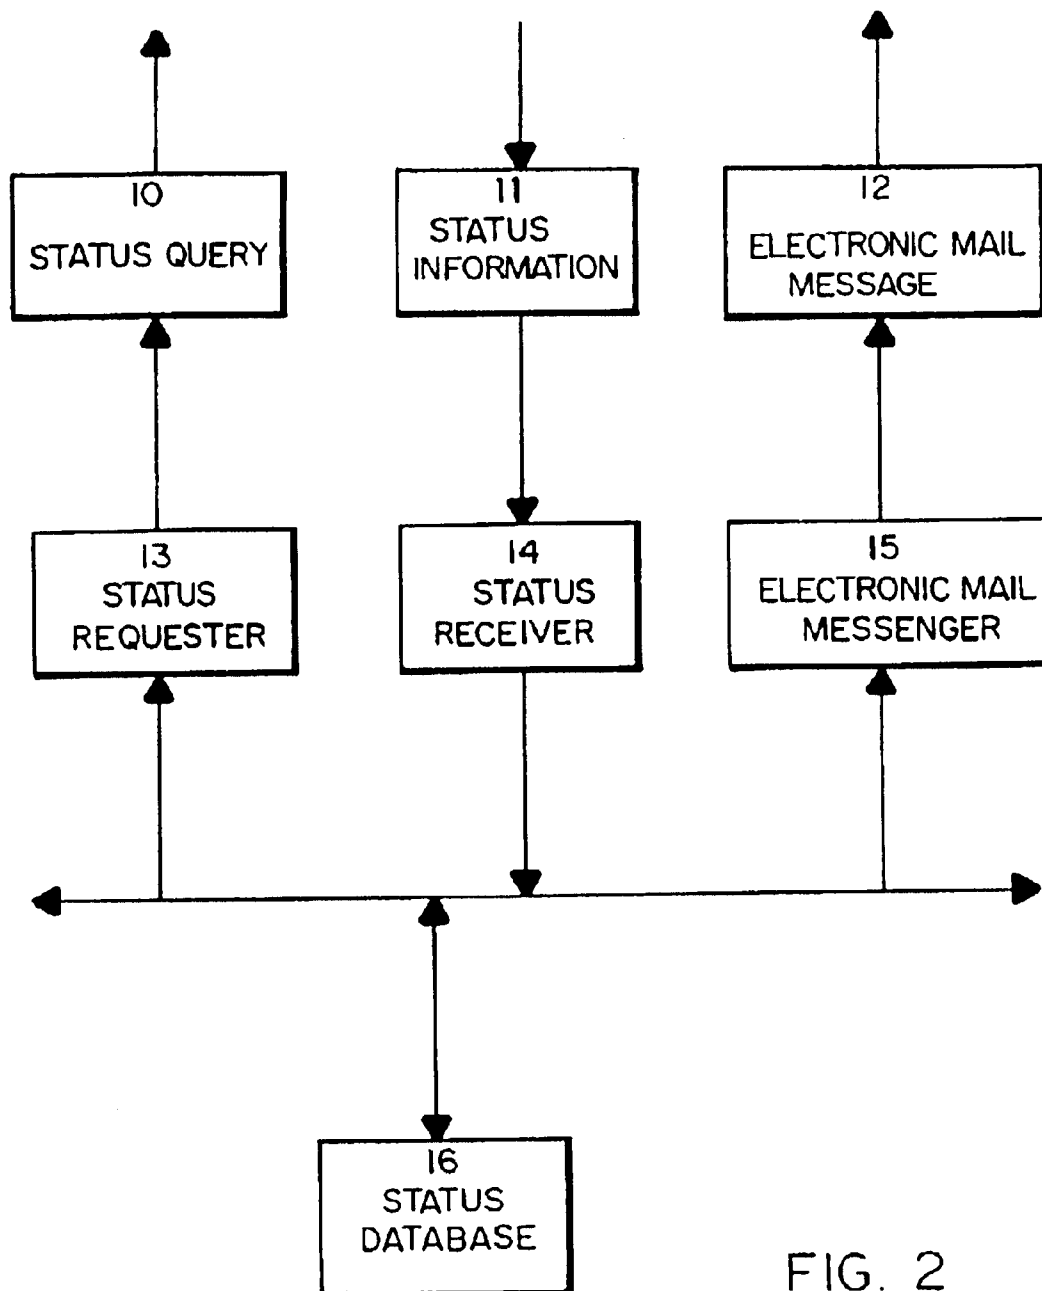 10
STATUS QUERY
11
STATUS
INFORMATION
12
ELECTRONIC MAIL
MESSAGE
13
STATUS
REQUESTER
14
STATUS
RECEIVER
15
ELECTRONIC MAIL
MESSENGER
16
STATUS
DATABASE
FIG. 2